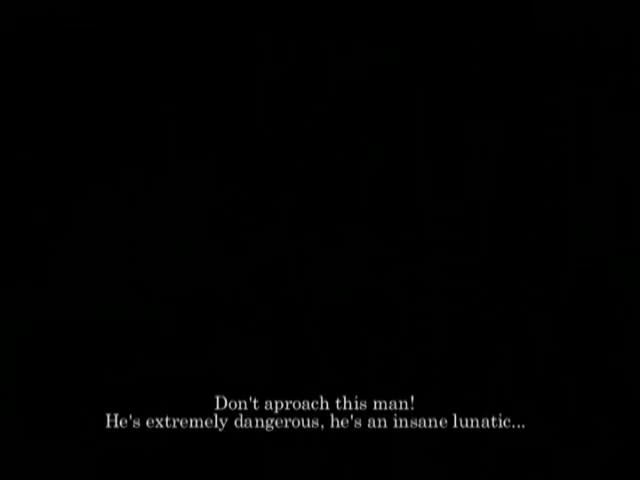 Don't aproach this man!
He's extremely dangerous, he's an insane lunatic...